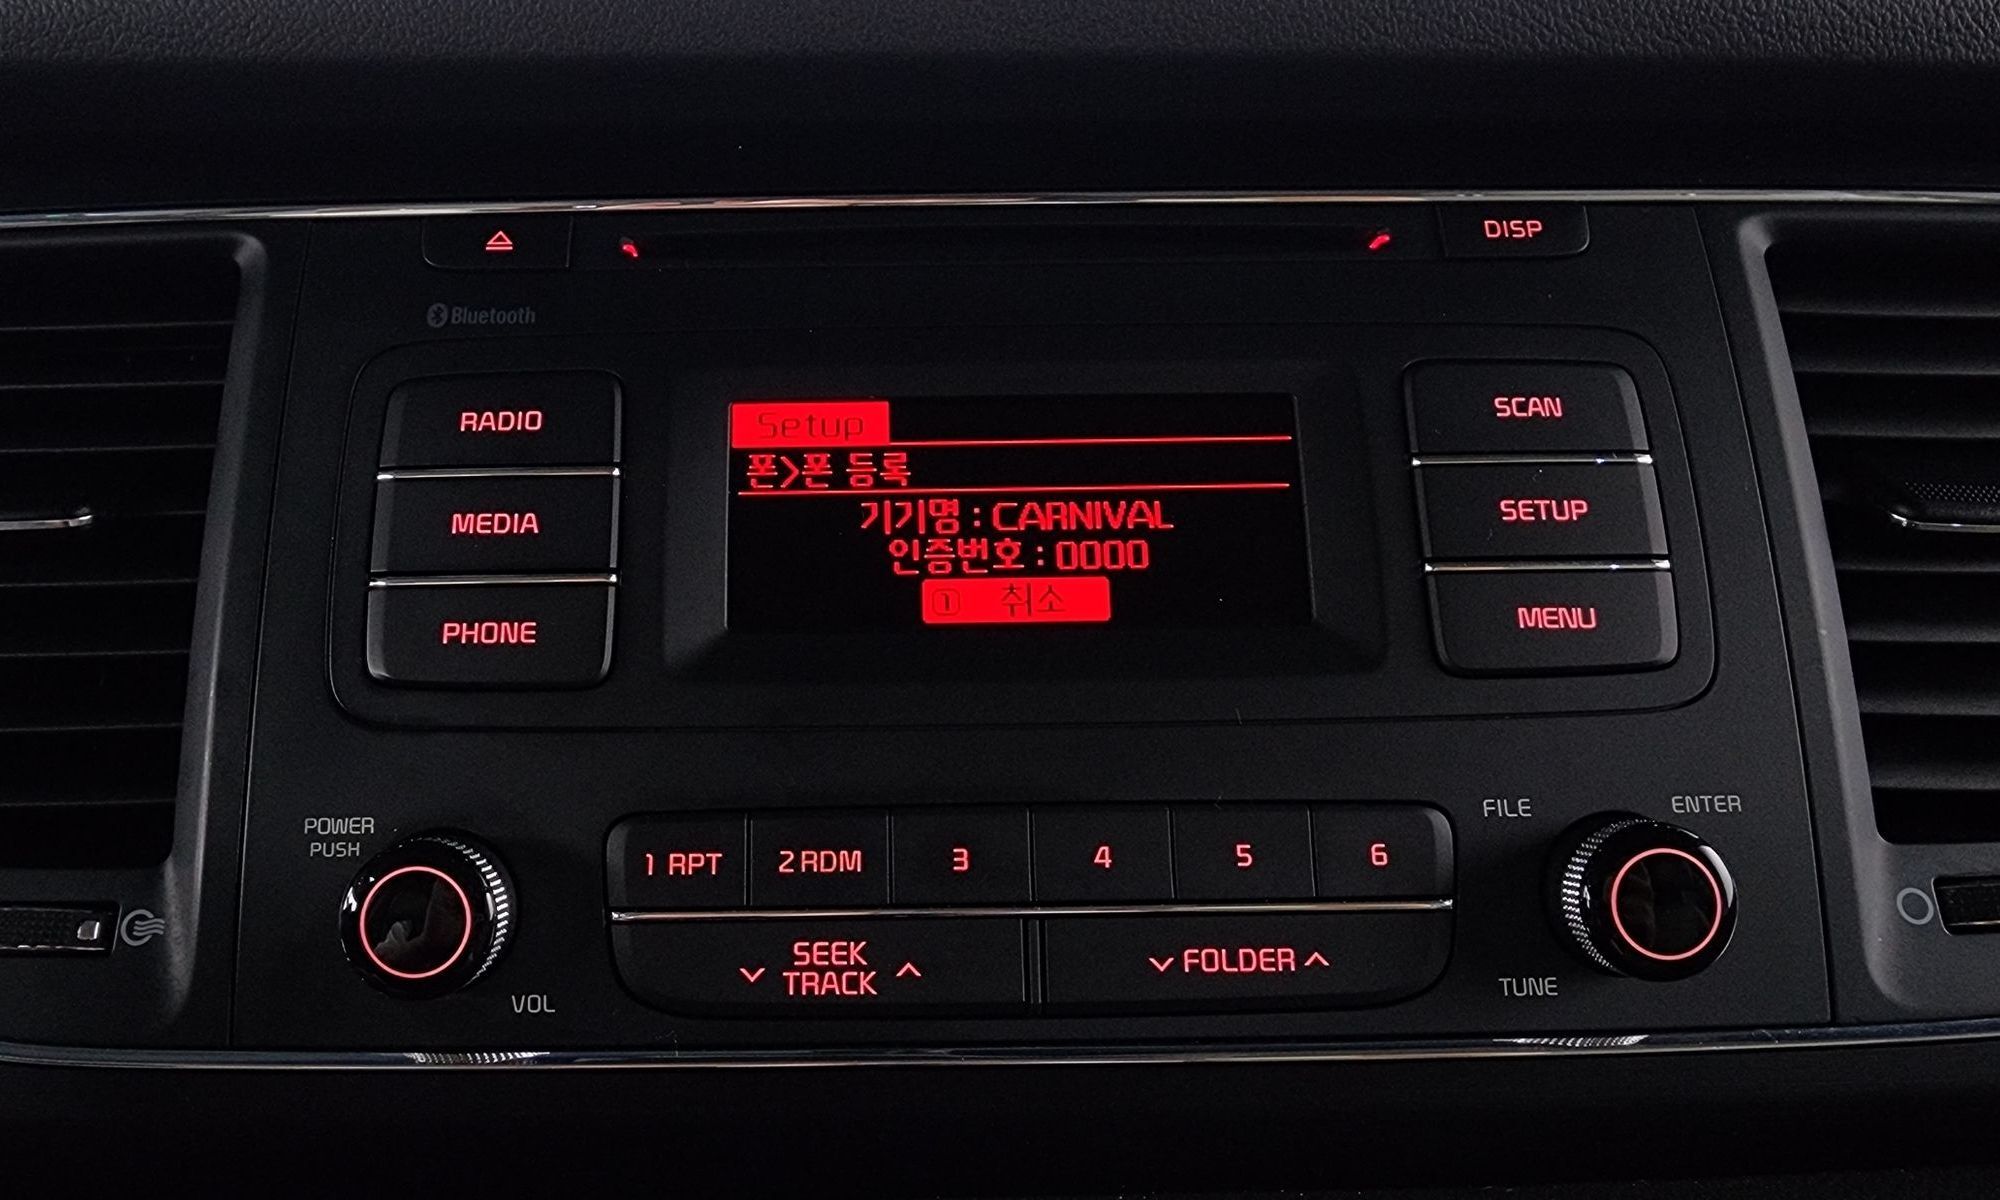 DISP
Bluetooth
RADIO
MEDIA
PHONE
Setup
폰>폰 등록
기기명 : CARNIVAL
인증번호 : 0000
1 취소
SCAN
SETUP
MENU
POWER
PUSH
VOL
1 RPT
2 RDM
3
4
5
6
SEEK
TRACK
FOLDER
FILE
ENTER
TUNE